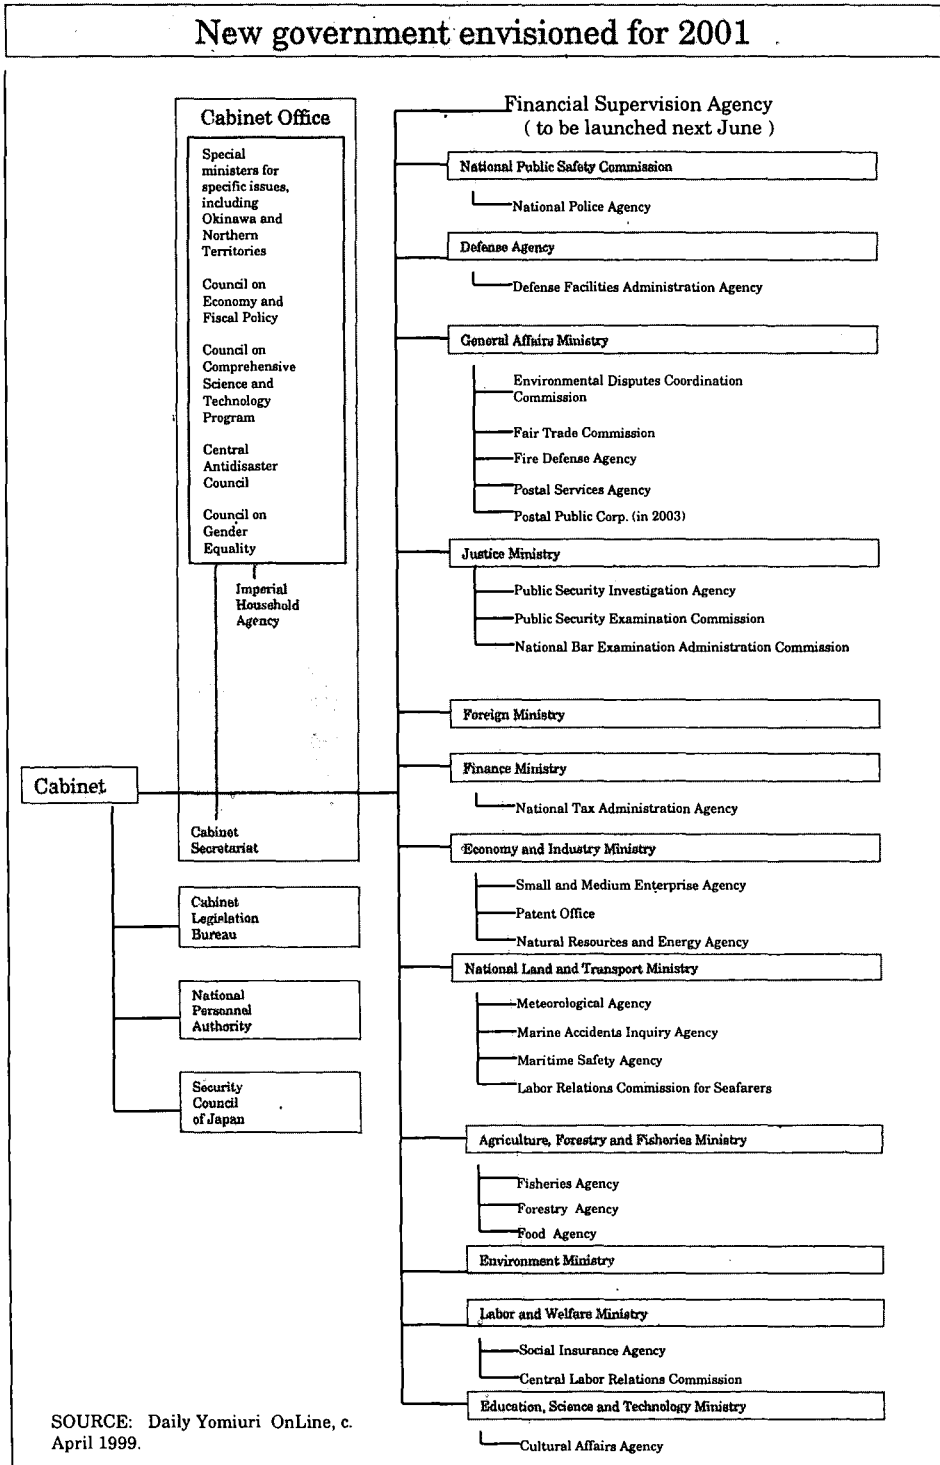 New government envisioned for 2001
Cabinet Office
Special
ministers for
specific issues,
including
Okinawa and
Northern
Territories
Council on
Economy and
Fiscal Policy
Council on
Comprehensive
Science and
Technology
Program
Central
Antidisaster
Council
Council on
Gender
Equality
Imperial
Household
Agency
Cabinet
Cabinet
Secretariat
Cabinet
Legislation
Bureau
National
Personnel
Authority
Security
Council
of Japan
Financial Supervision Agency
( to be launched next June )
National Public Safety Commission
National Police Agency
Defense Agency
Defense Facilities Administration Agency
General Affairs Ministry
Environmental Disputes Coordination
Commission
Fair Trade Commission
Fire Defense Agency
Postal Services Agency
Postal Public Corp. (in 2003)
Justice Ministry
Public Security Investigation Agency
Public Security Examination Commission
National Bar Examination Administration Commission
Foreign Ministry
Finance Ministry
National Tax Administration Agency
Economy and Industry Ministry
Small and Medium Enterprise Agency
Patent Office
Natural Resources and Energy Agency
National Land and Transport Ministry
Meteorological Agency
Marine Accidents Inquiry Agency
Maritime Safety Agency
Labor Relations Commission for Seafarers
Agriculture, Forestry and Fisheries Ministry
Fisheries Agency
Forestry Agency
Food Agency
Environment Ministry
Labor and Welfare Ministry
Social Insurance Agency
Central Labor Relations Commission
Education, Science and Technology Ministry
Cultural Affairs Agency
SOURCE: Daily Yomiuri OnLine, c.
April 1999.